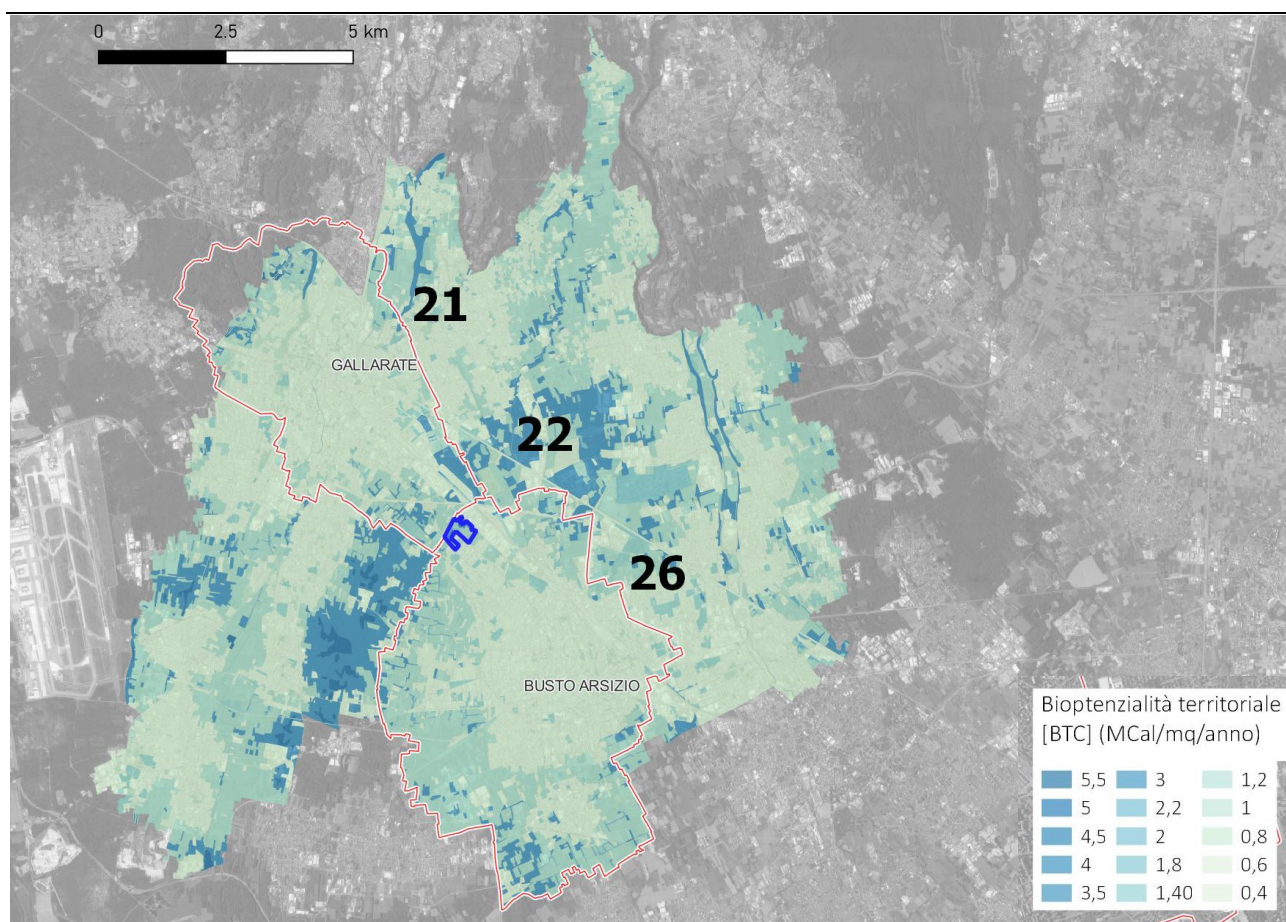 0 2.5 5 km
21
GALLARATE
22
26
BUSTO ARSIZIO
Bioptenzialità territoriale
[BTC] (MCal/mq/anno)
5,5 3 1,2
5 2,2 1
4,5 2 0,8
4 1,8 0,6
3,5 1,40 0,4